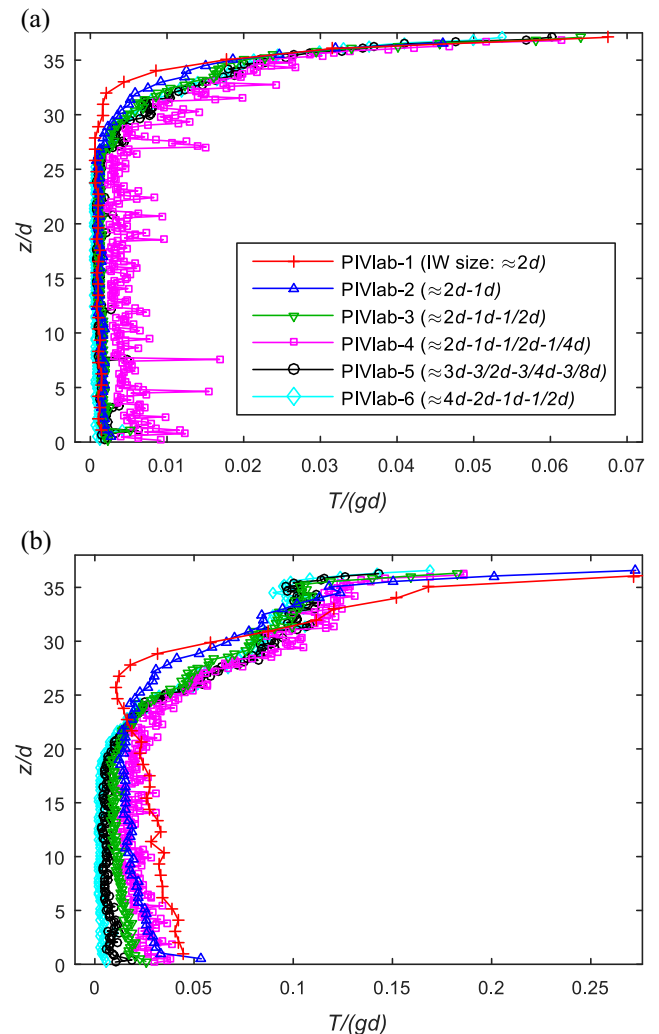 (a)
35
30
25
20
15
10
5
0
z/d
PIVlab-1 (IW size: ≈2d)
PIVlab-2 (≈2d-1d)
PIVlab-3 (≈2d-1d-1/2d)
PIVlab-4 (≈2d-1d-1/2d-1/4d)
PIVlab-5 (≈3d-3/2d-3/4d-3/8d)
PIVlab-6 (≈4d-2d-1d-1/2d)
0 0.01 0.02 0.03 0.04 0.05 0.06 0.07
T/(gd)
(b)
35
30
25
20
15
10
5
0
z/d
0 0.05 0.1 0.15 0.2 0.25
T/(gd)